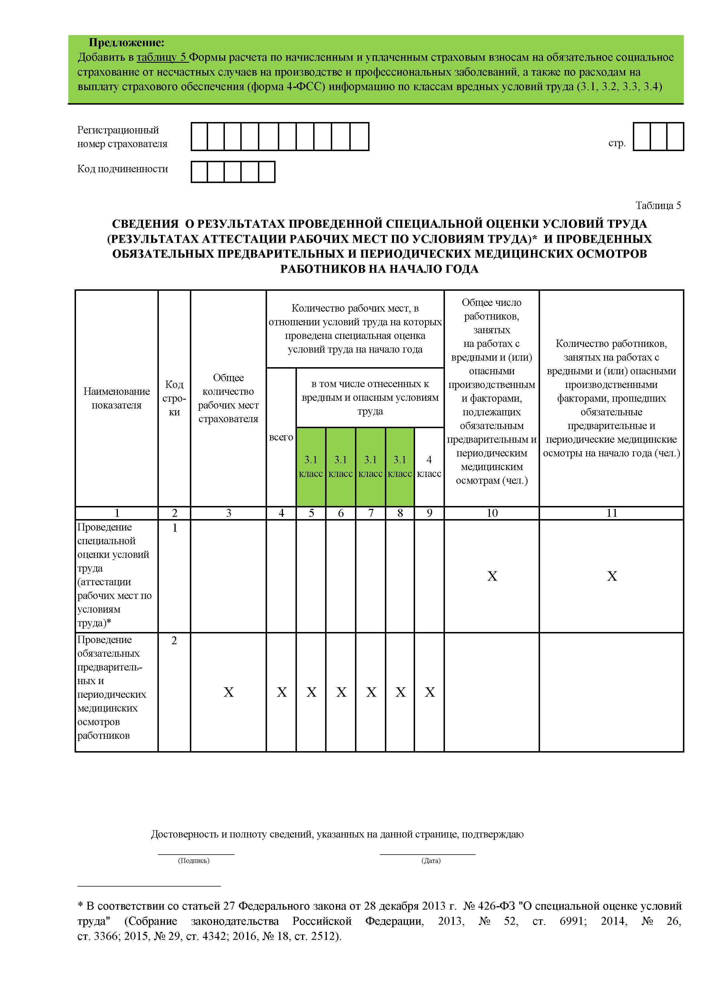 Предложение:
Добавить в таблицу 5 Формы расчета по начисленным и уплаченным страховым взносам на обязательное социальное
страхование от несчастных случаев на производстве и профессиональных заболеваний, а также по расходам на
выплату страхового обеспечения (форма 4-ФСС) информацию по классам вредных условий труда (3.1, 3.2, 3.3, 3.4)
Регистрационный
номер страхователя
стр.
Код подчиненности
Таблица 5
СВЕДЕНИЯ О РЕЗУЛЬТАТАХ ПРОВЕДЕННОЙ СПЕЦИАЛЬНОЙ ОЦЕНКИ УСЛОВИЙ ТРУДА
(РЕЗУЛЬТАТАХ АТТЕСТАЦИИ РАБОЧИХ МЕСТ ПО УСЛОВИЯМ ТРУДА)* И ПРОВЕДЕННЫХ
ОБЯЗАТЕЛЬНЫХ ПРЕДВАРИТЕЛЬНЫХ И ПЕРИОДИЧЕСКИХ МЕДИЦИНСКИХ ОСМОТРОВ
РАБОТНИКОВ НА НАЧАЛО ГОДА
Наименование
показателя
Код
стро-
ки
Общее
количество
рабочих мест
страхователя
Количество рабочих мест, в
отношении условий труда на которых
проведена специальная оценка
условий труда на начало года
всего
в том числе отнесенных к
вредным и опасным условиям
труда
3.1
класс
3.1
класс
3.1
класс
3.1
класс
4
класс
Общее число
работников,
занятых
на работах с
вредными и (или)
опасными
производственным
и факторами,
подлежащих
обязательным
предварительным и
периодическим
медицинским
осмотрам (чел.)
Количество работников,
занятых на работах с
вредными и (или) опасными
производственными
факторами, прошедших
обязательные
предварительные и
периодические медицинские
осмотры на начало года (чел.)
1 2 3 4 5 6 7 8 9 10 11
Проведение
специальной
оценки условий
труда
(аттестации
рабочих мест по
условиям
труда)*
1
X X
Проведение
обязательных
предваритель-
ных и
периодических
медицинских
осмотров
работников
2
X X X X X X X
Достоверность и полноту сведений, указанных на данной странице, подтверждаю
(Подпись) (Дата)
* В соответствии со статьей 27 Федерального закона от 28 декабря 2013 г. № 426-ФЗ "О специальной оценке условий
труда" (Собрание законодательства Российской Федерации, 2013, № 52, ст. 6991; 2014, № 26,
ст. 3366; 2015, № 29, ст. 4342; 2016, № 18, ст. 2512).